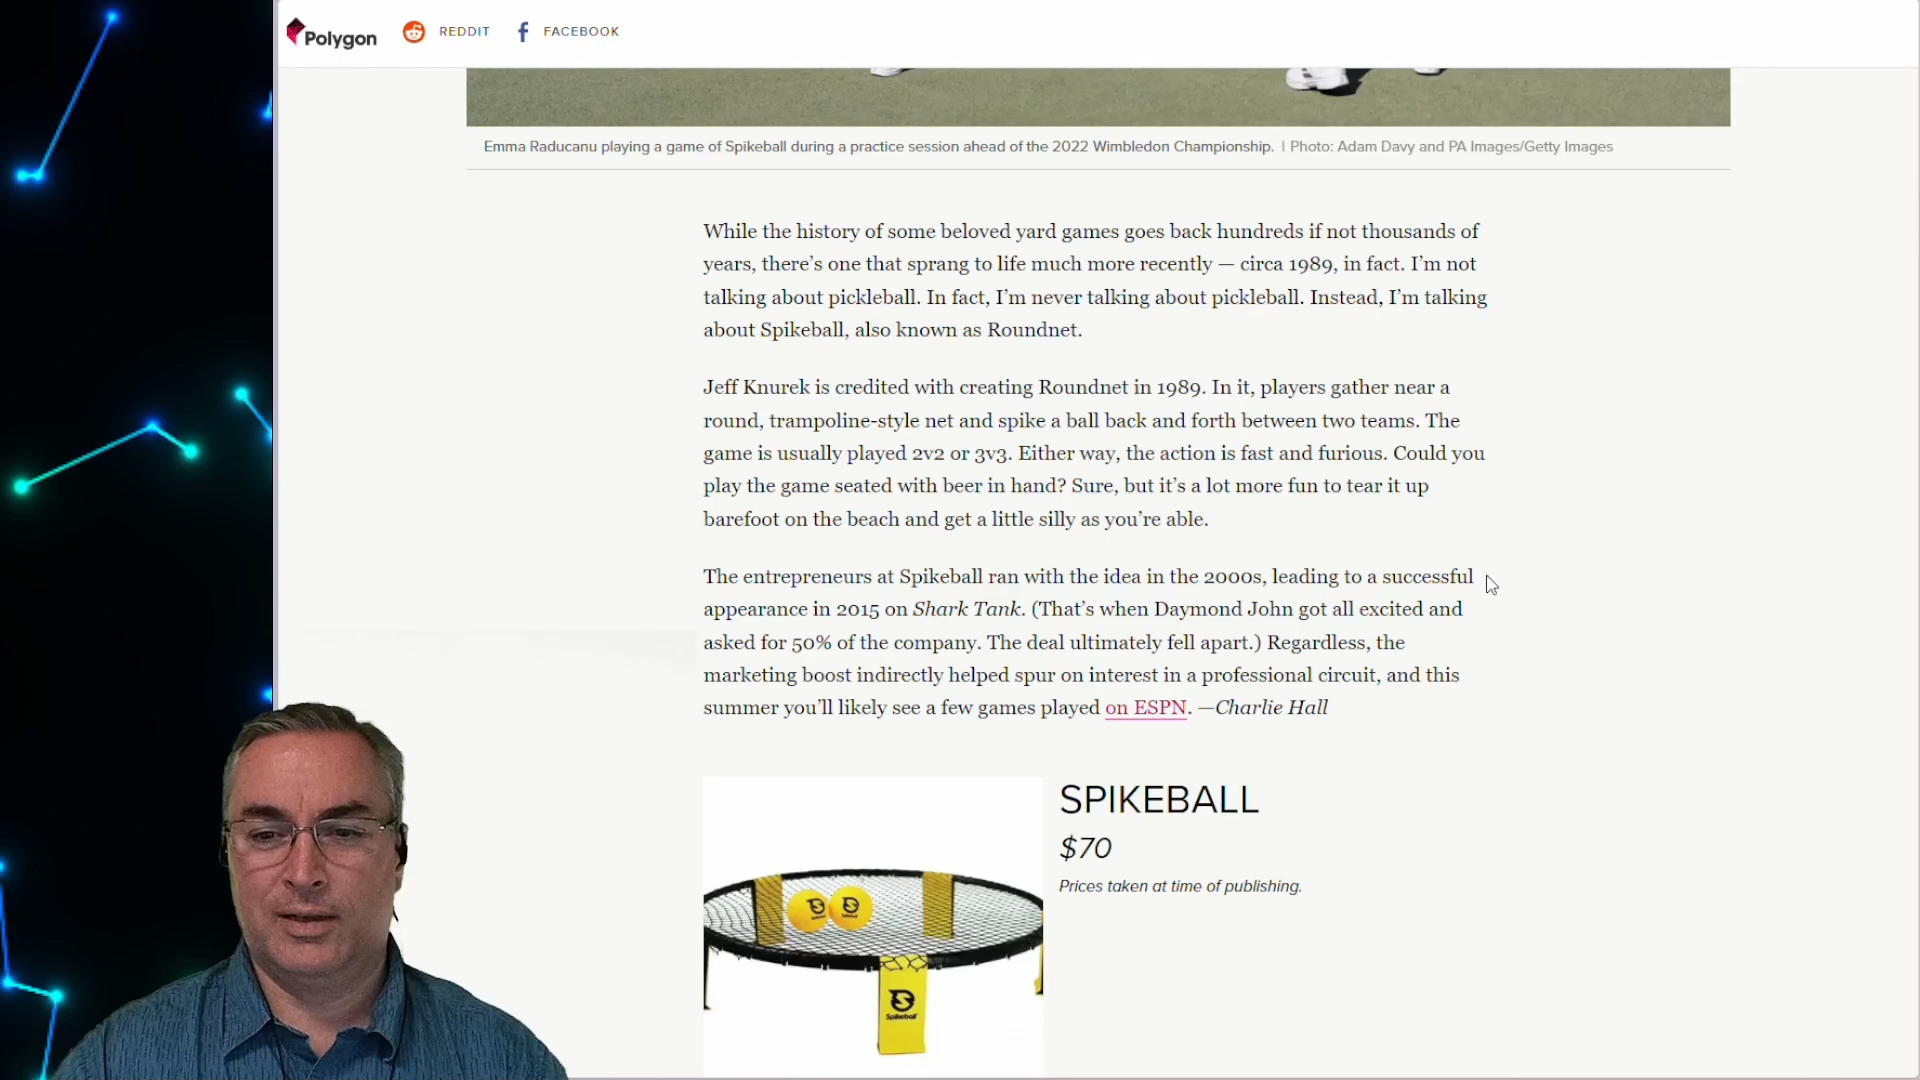 Polygon REDDIT FACEBOOK
Emma Raducanu playing a game of Spikeball during a practice session ahead of the 2022 Wimbledon Championship. | Photo: Adam Davy and PA Images/Getty Images
While the history of some beloved yard games goes back hundreds if not thousands of
years, there’s one that sprang to life much more recently — circa 1989, in fact. I’m not
talking about pickleball. In fact, I’m never talking about pickleball. Instead, I’m talking
about Spikeball, also known as Roundnet.
Jeff Knurek is credited with creating Roundnet in 1989. In it, players gather near a
round, trampoline-style net and spike a ball back and forth between two teams. The
game is usually played 2v2 or 3v3. Either way, the action is fast and furious. Could you
play the game seated with beer in hand? Sure, but it’s a lot more fun to tear it up
barefoot on the beach and get a little silly as you’re able.
The entrepreneurs at Spikeball ran with the idea in the 2000s, leading to a successful
appearance in 2015 on Shark Tank. (That’s when Daymond John got all excited and
asked for 50% of the company. The deal ultimately fell apart.) Regardless, the
marketing boost indirectly helped spur on interest in a professional circuit, and this
summer you’ll likely see a few games played on ESPN. —Charlie Hall
SPIKEBALL
$70
Prices taken at time of publishing.
Spikeball